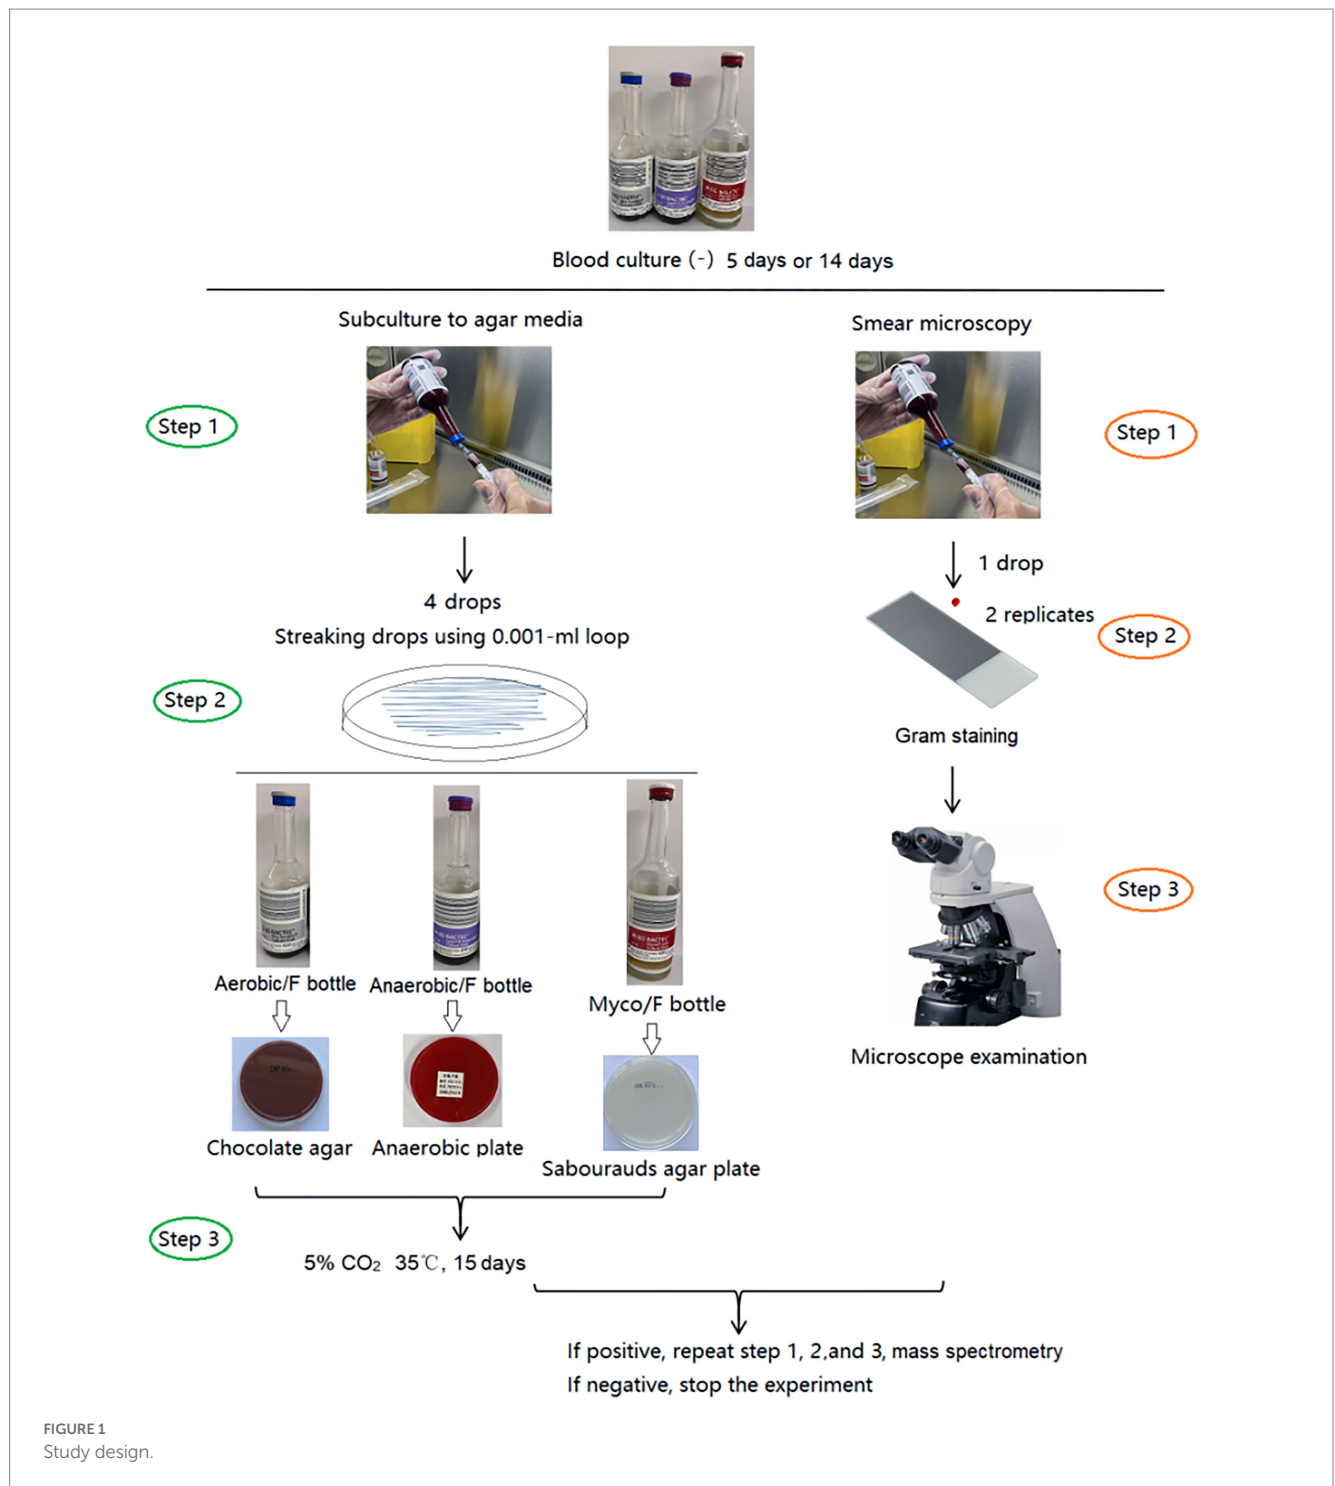 Blood culture (-) 5 days or 14 days
Subculture to agar media
Smear microscopy
Step 1
Step 1
1 drop
4 drops
2 replicates
Streaking drops using 0.001-ml loop
Step 2
Step 2
Gram staining
Step 3
Aerobic/F bottle
Anaerobic/F bottle
Myco/F bottle
Microscope examination
Chocolate agar
Anaerobic plate
Sabourauds agar plate
Step 3
5% CO₂ 35℃, 15 days
If positive, repeat step 1, 2,and 3, mass spectrometry
If negative, stop the experiment
FIGURE 1
Study design.